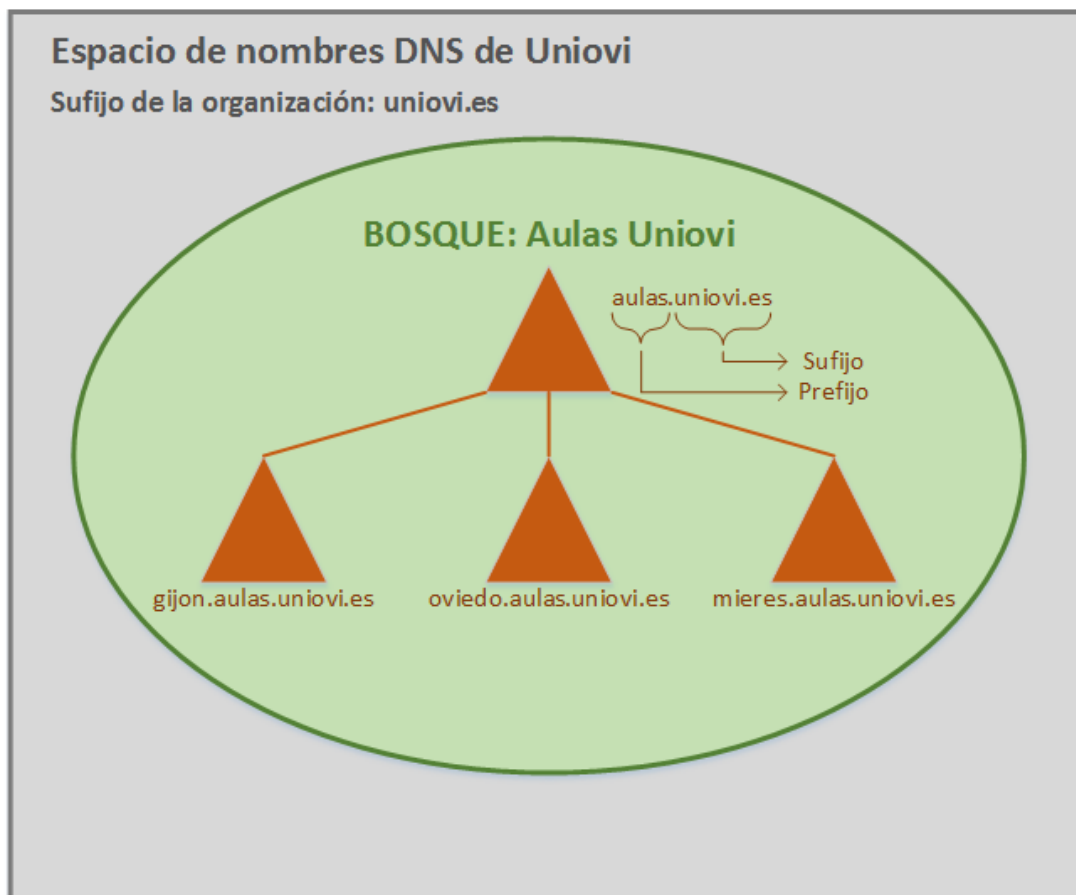 Espacio de nombres DNS de Uniovi
Sufijo de la organización: uniovi.es
BOSQUE: Aulas Uniovi
aulas.uniovi.es
Sufijo
Prefijo
gijon.aulas.uniovi.es
oviedo.aulas.uniovi.es
mieres.aulas.uniovi.es